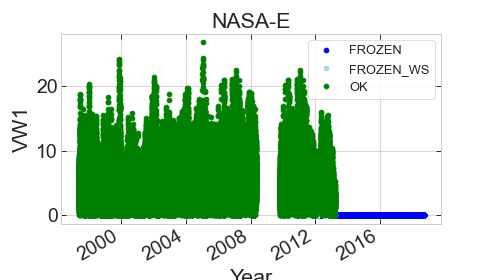 NASA-E
FROZEN
FROZEN_WS
OK
VW1
20
10
0
2000
2004
2008
2012
2016
Year